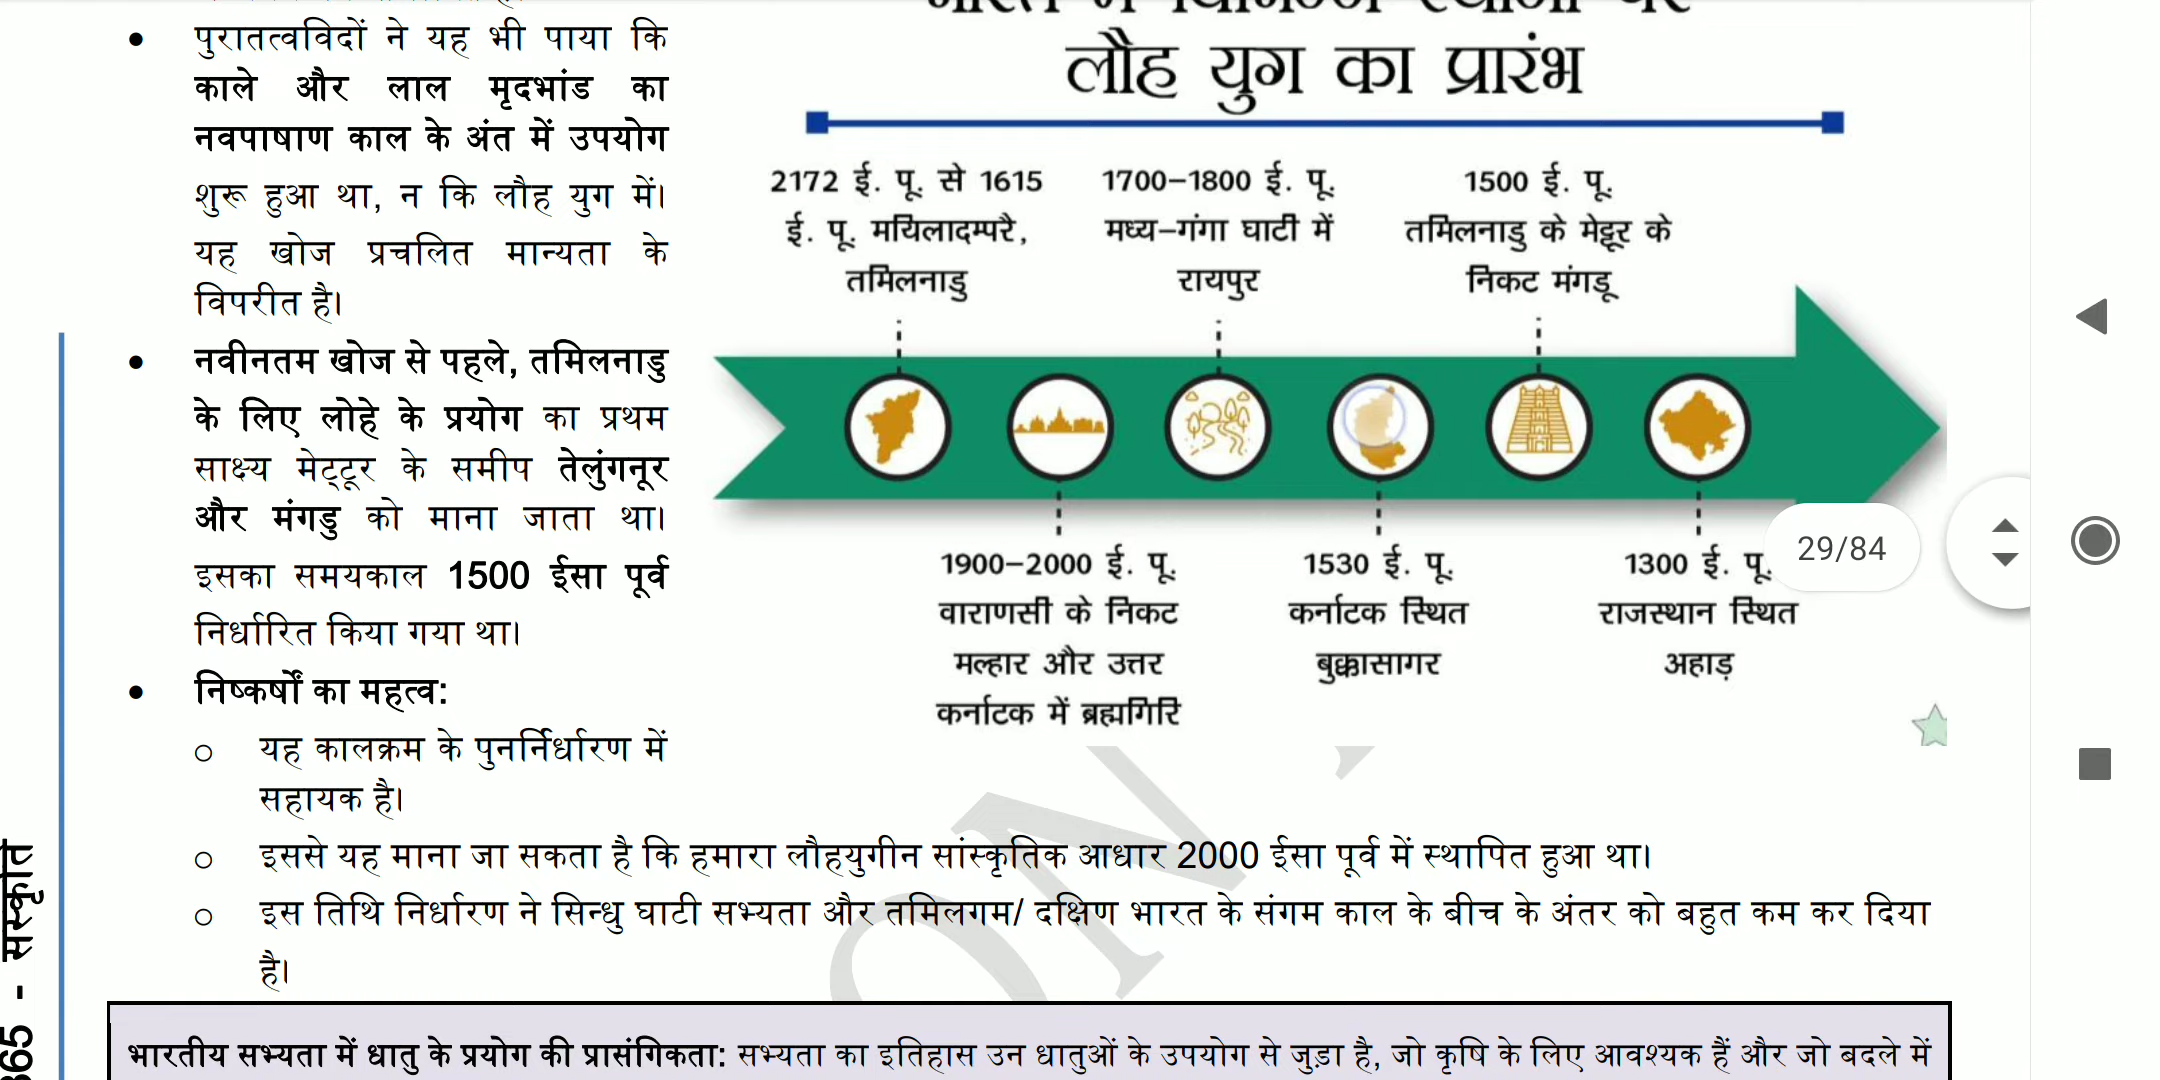 पुरातत्वविदों ने यह भी पाया कि
काले और लाल मृदभांड का
नवपाषाण काल के अंत में उपयोग
शुरू हुआ था, न कि लौह युग में।
यह खोज प्रचलित मान्यता के
विपरीत है।
नवीनतम खोज से पहले, तमिलनाडु
के लिए लोहे के प्रयोग का प्रथम
साक्ष्य मेट्टूर के समीप तेलुंगनूर
और मंगडु को माना जाता था।
इसका समयकाल 1500 ईसा पूर्व
निर्धारित किया गया था।
निष्कर्षों का महत्व:
यह कालक्रम के पुनर्निर्धारण में
सहायक है।
लौह युग का प्रारंभ
2172 ई. पू. से 1615
ई. पू. मयिलादम्परै,
तमिलनाडु
1700–1800 ई. पू.
मध्य–गंगा घाटी में
रायपुर
1500 ई. पू.
तमिलनाडु के मेट्टूर के
निकट मंगडू
1900–2000 ई. पू.
वाराणसी के निकट
मल्हार और उत्तर
कर्नाटक में ब्रह्मगिरि
1530 ई. पू.
कर्नाटक स्थित
बुक्कासागर
1300 ई. पू.
राजस्थान स्थित
अहाड़
29/84
इससे यह माना जा सकता है कि हमारा लौहयुगीन सांस्कृतिक आधार 2000 ईसा पूर्व में स्थापित हुआ था।
इस तिथि निर्धारण ने सिन्धु घाटी सभ्यता और तमिलगम/ दक्षिण भारत के संगम काल के बीच के अंतर को बहुत कम कर दिया
है।
भारतीय सभ्यता में धातु के प्रयोग की प्रासंगिकता: सभ्यता का इतिहास उन धातुओं के उपयोग से जुड़ा है, जो कृषि के लिए आवश्यक हैं और जो बदले में
365 - संस्कृति